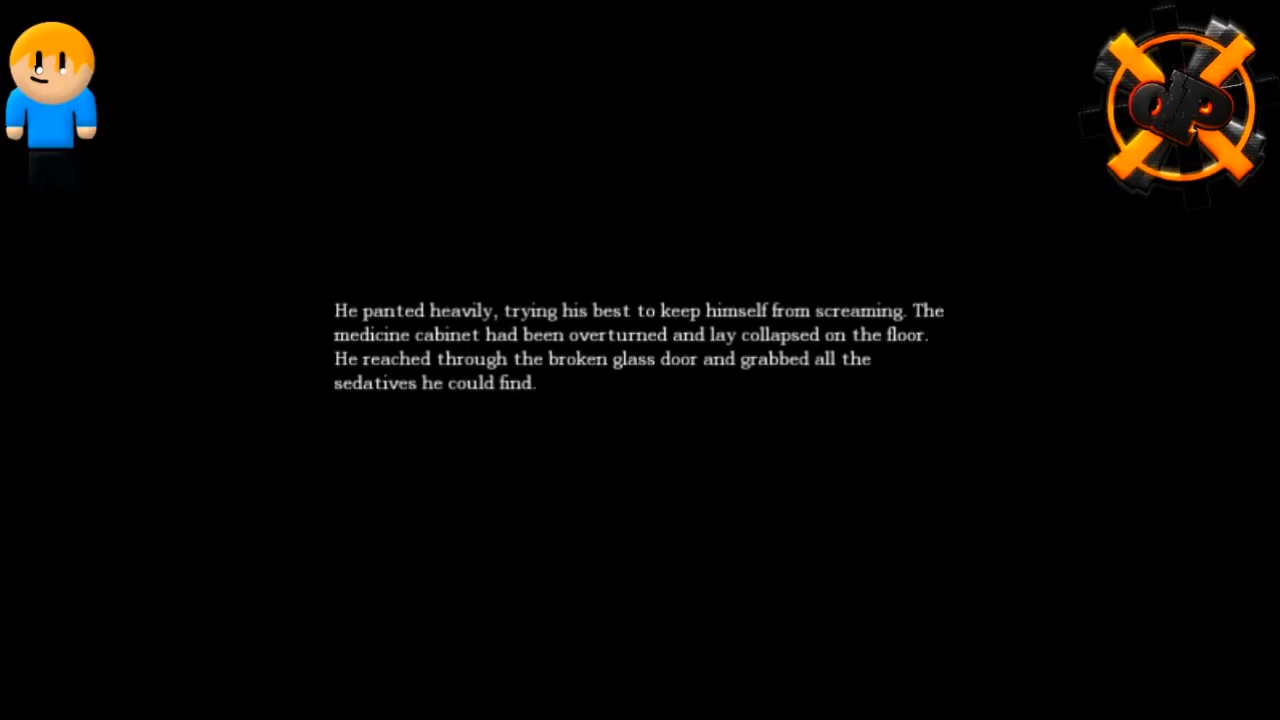 He panted heavily, trying his best to keep himself from screaming. The
medicine cabinet had been overturned and lay collapsed on the floor.
He reached through the broken glass door and grabbed all the
sedatives he could find.